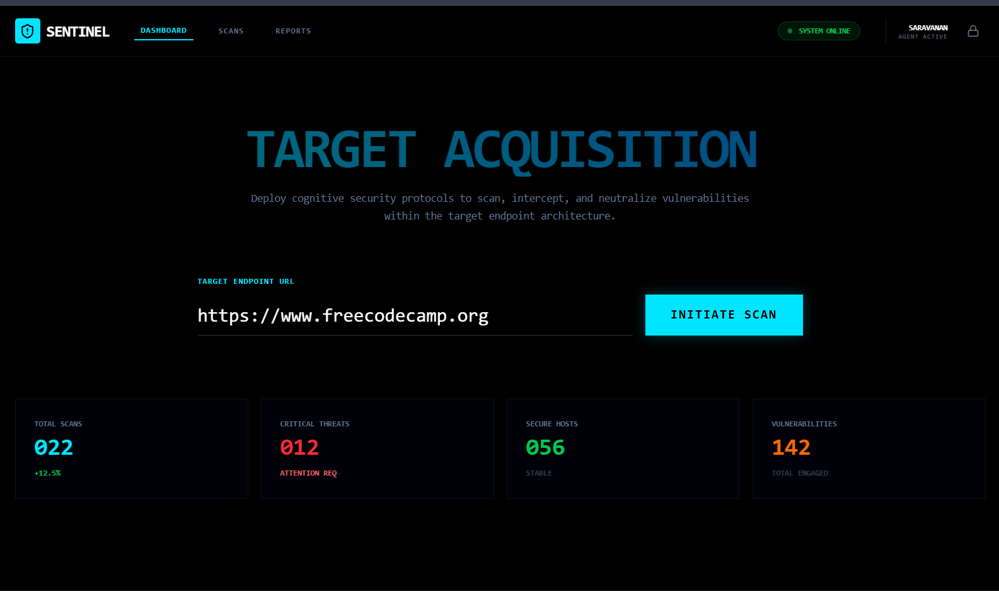 SENTINEL
DASHBOARD
SCANS
REPORTS
SYSTEM ONLINE
SARAVANAN
AGENT ACTIVE
TARGET ACQUISITION
Deploy cognitive security protocols to scan, intercept, and neutralize vulnerabilities
within the target endpoint architecture.
TARGET ENDPOINT URL
https://www.freecodecamp.org
INITIATE SCAN
TOTAL SCANS
022
+12.5%
CRITICAL THREATS
012
ATTENTION REQ
SECURE HOSTS
056
STABLE
VULNERABILITIES
142
TOTAL ENGAGED